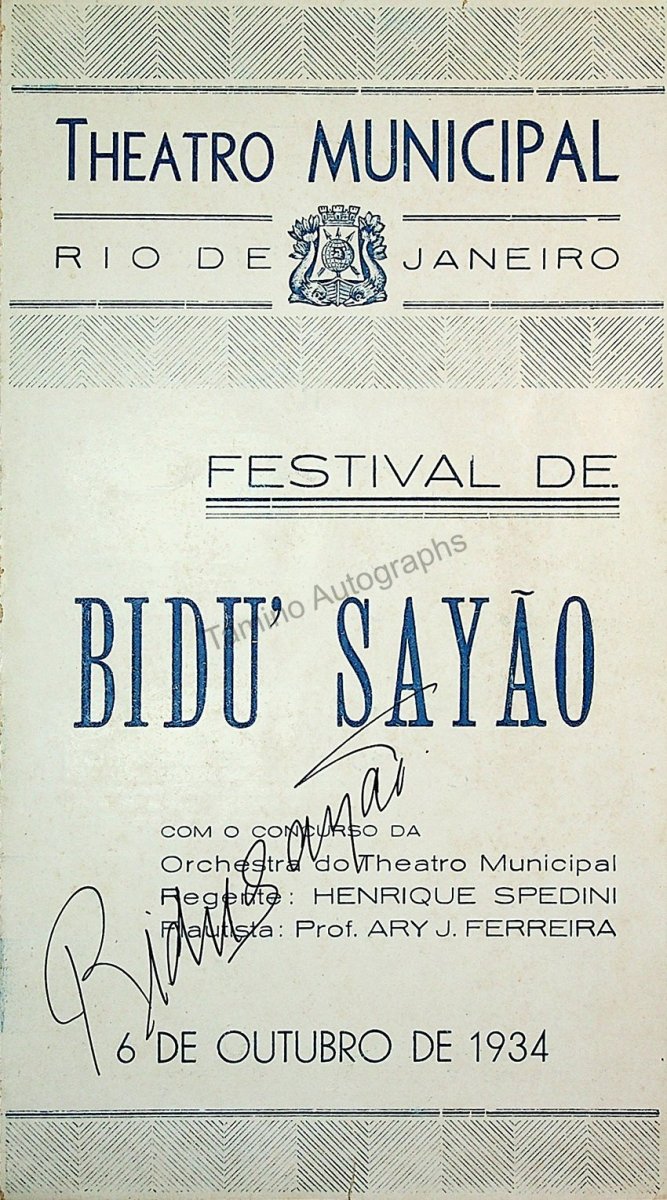 THEATRO MUNICIPAL
RIO DE JANEIRO
FESTIVAL DE
BIDU' SAYÃO
Tamino Autographs
Bidu Sayão
COM O CONCURSO DA
Orchestra do Theatro Municipal
Regente: HENRIQUE SPEDINI
Flautista: Prof. ARY J. FERREIRA
6 DE OUTUBRO DE 1934